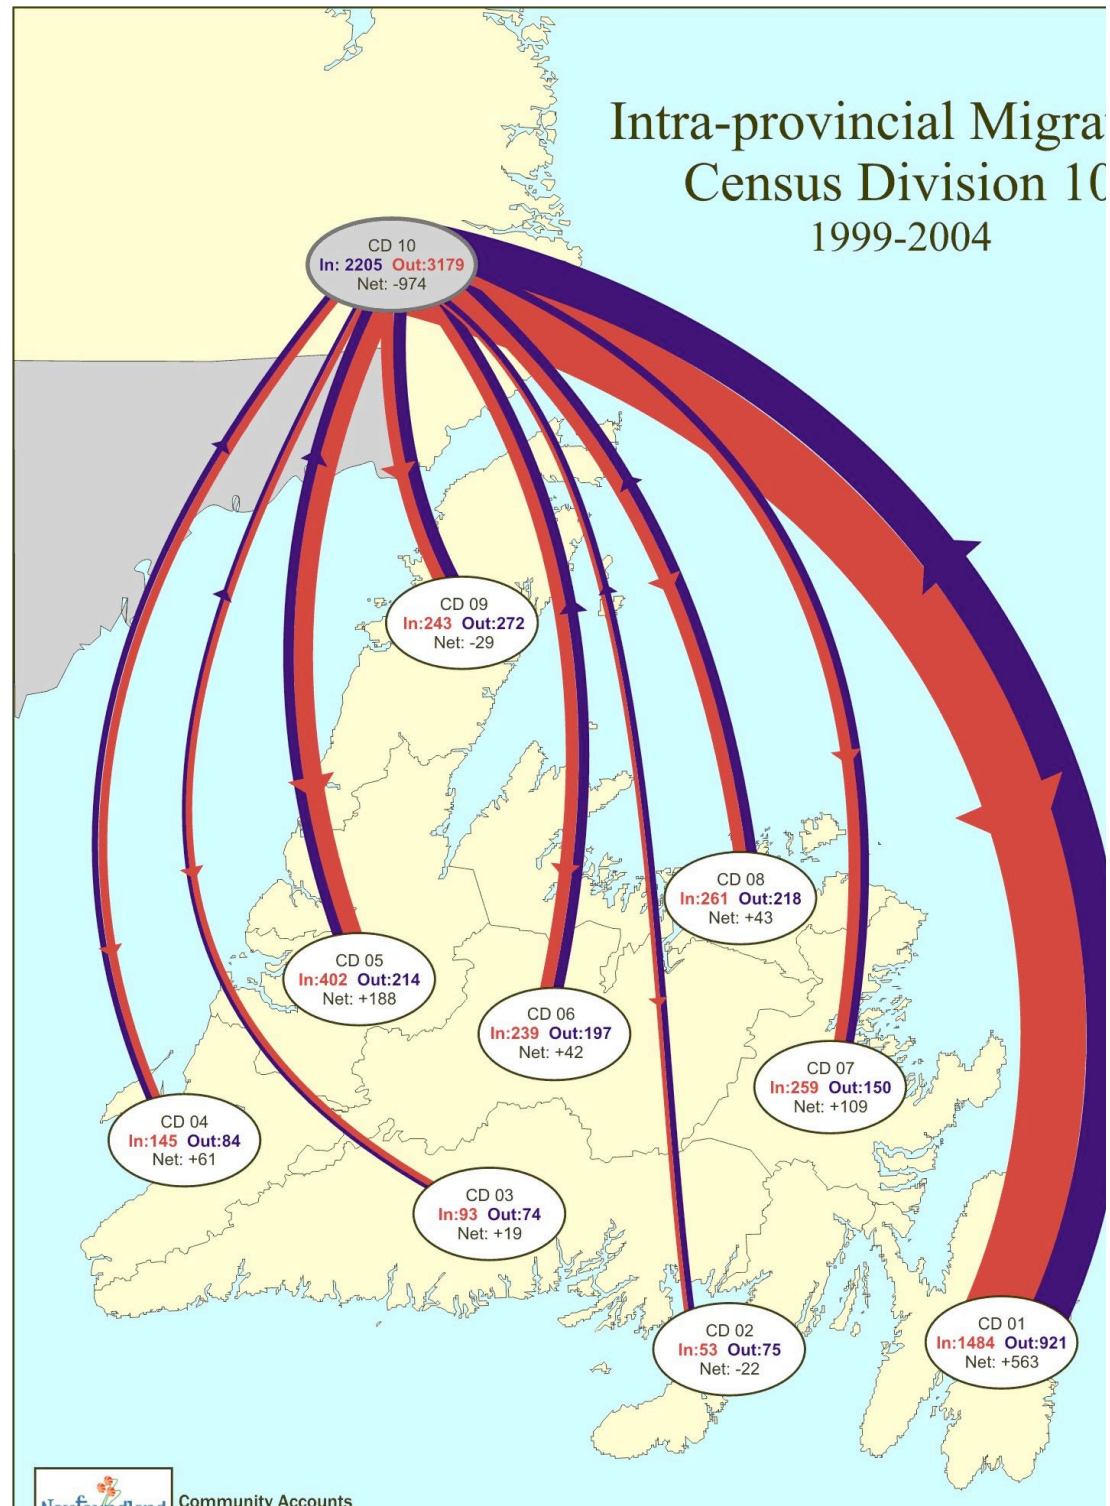 Intra-provincial Migra
Census Division 10
1999-2004
CD 10
In: 2205 Out:3179
Net: -974
CD 09
In:243 Out:272
Net: -29
CD 08
In:261 Out:218
Net: +43
CD 05
In:402 Out:214
Net: +188
CD 06
In:239 Out:197
Net: +42
CD 07
In:259 Out:150
Net: +109
CD 04
In:145 Out:84
Net: +61
CD 03
In:93 Out:74
Net: +19
CD 02
In:53 Out:75
Net: -22
CD 01
In:1484 Out:921
Net: +563
Newfoundland
Community Accounts